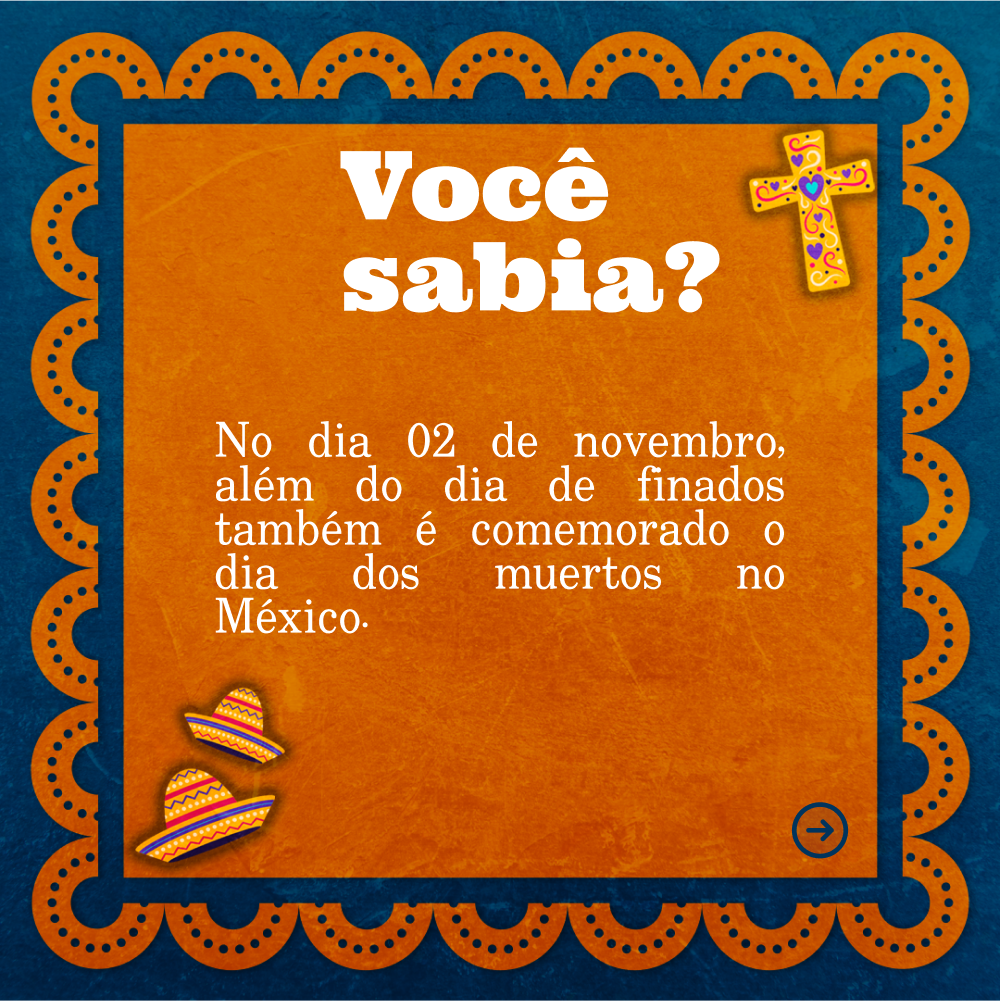 Você
sabia?
No dia 02 de novembro,
além do dia de finados
também é comemorado o
dia dos muertos no
México.